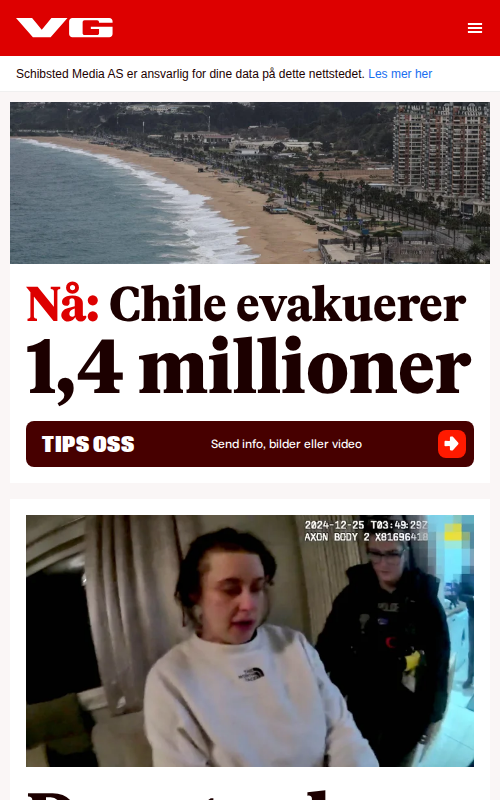 VG
Schibsted Media AS er ansvarlig for dine data på dette nettstedet. Les mer her
Nå: Chile evakuerer
1,4 millioner
TIPS OSS
Send info, bilder eller video
2024-12-25 T03:49:29Z
AXON BODY 2 X81696418
POLICE
THE NORTH FACE